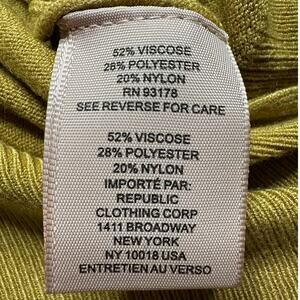 52% VISCOSE
28% POLYESTER
20% NYLON
RN 93178
SEE REVERSE FOR CARE
52% VISCOSE
28% POLYESTER
20% NYLON
IMPORTÉ PAR:
REPUBLIC
CLOTHING CORP
1411 BROADWAY
NEW YORK
NY 10018 USA
ENTRETIEN AU VERSO